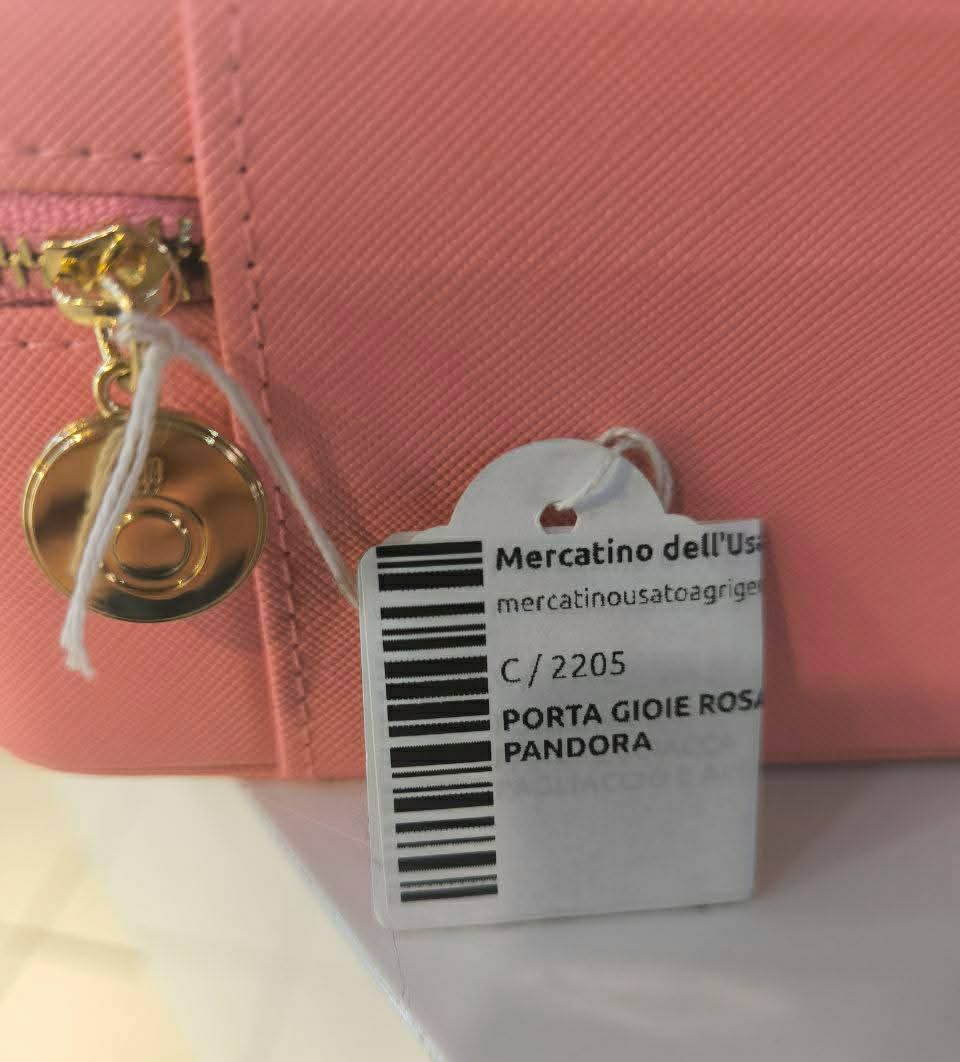 Mercatino dell'Usa
mercatinousatoagrige
C / 2205
PORTA GIOIE ROSA
PANDORA